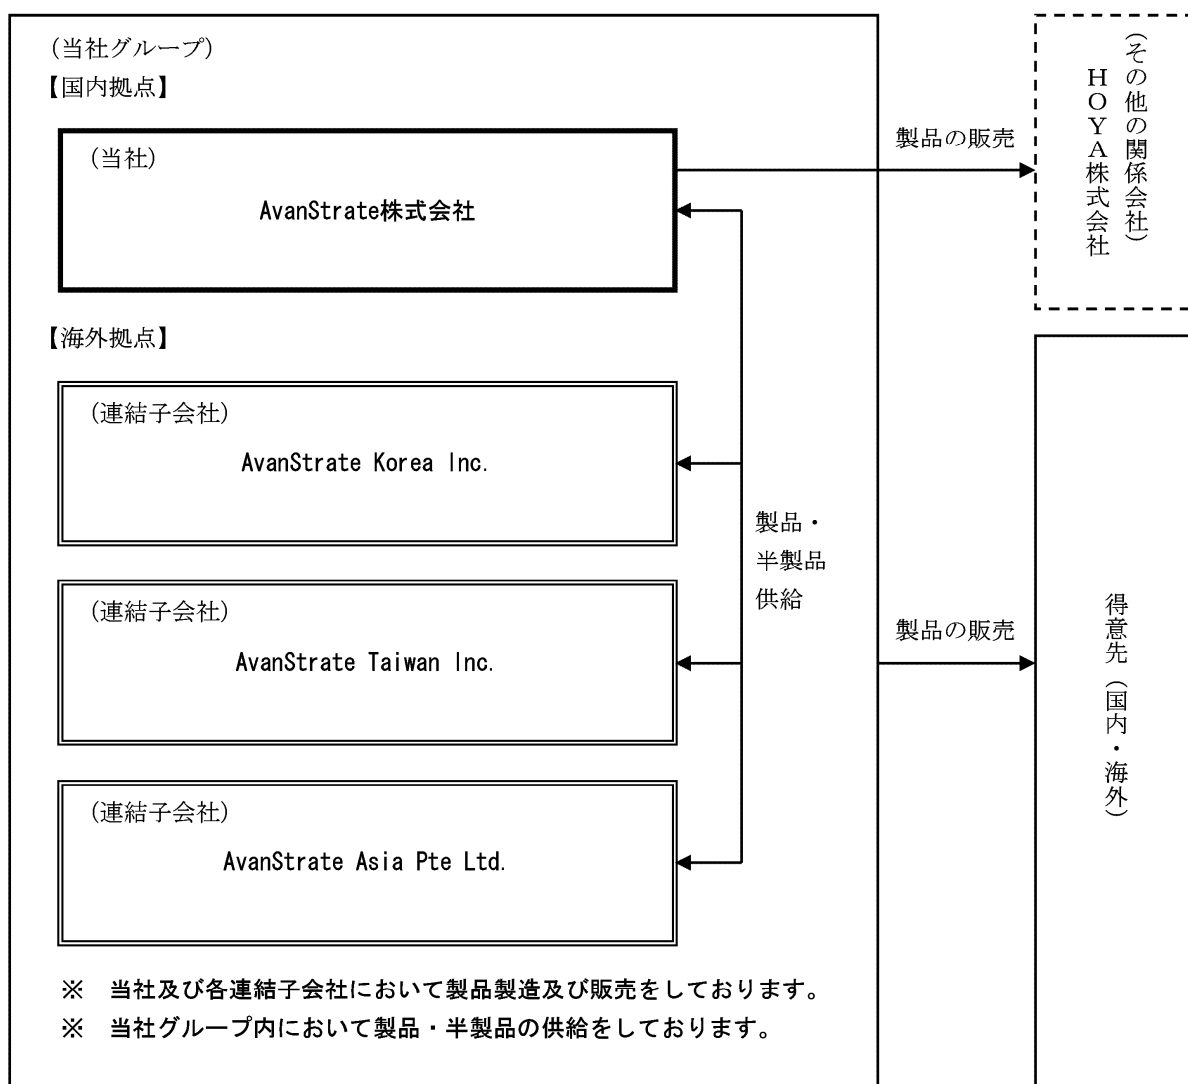 (当社グループ)
【国内拠点】
(当社)
AvanStrate株式会社
製品の販売
(その他の関係会社)
HOYA株式会社
【海外拠点】
(連結子会社)
AvanStrate Korea Inc.
製品・
半製品
供給
(連結子会社)
AvanStrate Taiwan Inc.
製品の販売
得意先(国内・海外)
(連結子会社)
AvanStrate Asia Pte Ltd.
※ 当社及び各連結子会社において製品製造及び販売をしております。
※ 当社グループ内において製品・半製品の供給をしております。